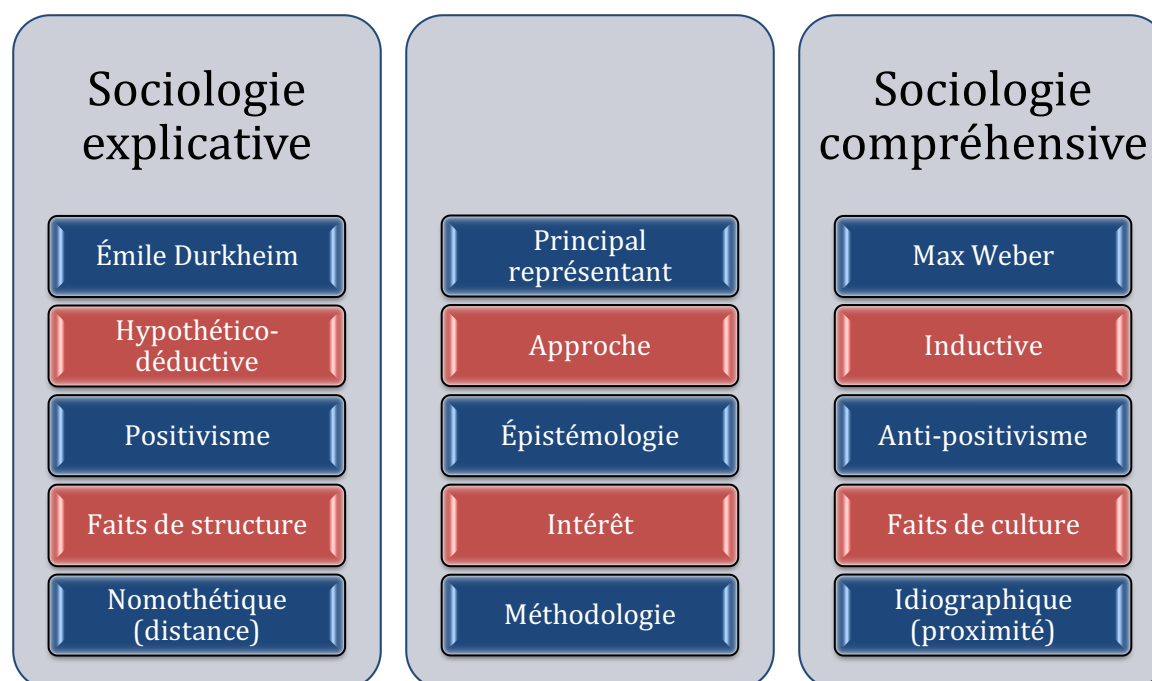 Sociologie
explicative
Émile Durkheim
Hypothético-
déductive
Positivisme
Faits de structure
Nomothétique
(distance)
Principal
représentant
Approche
Épistémologie
Intérêt
Méthodologie
Sociologie
compréhensive
Max Weber
Inductive
Anti-positivisme
Faits de culture
Idiographique
(proximité)